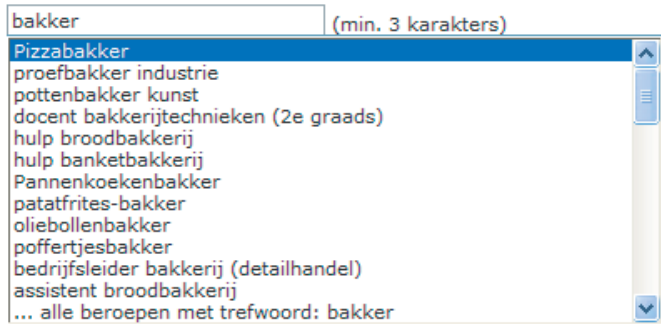 bakker (min. 3 karakters)
Pizzabakker
proefbakker industrie
pottenbakker kunst
docent bakkerijtechnieken (2e graads)
hulp broodbakkerij
hulp banketbakkerij
Pannenkoekenbakker
patatfrites-bakker
oliebollenbakker
poffertjesbakker
bedrijfsleider bakkerij (detailhandel)
assistent broodbakkerij
... alle beroepen met trefwoord: bakker